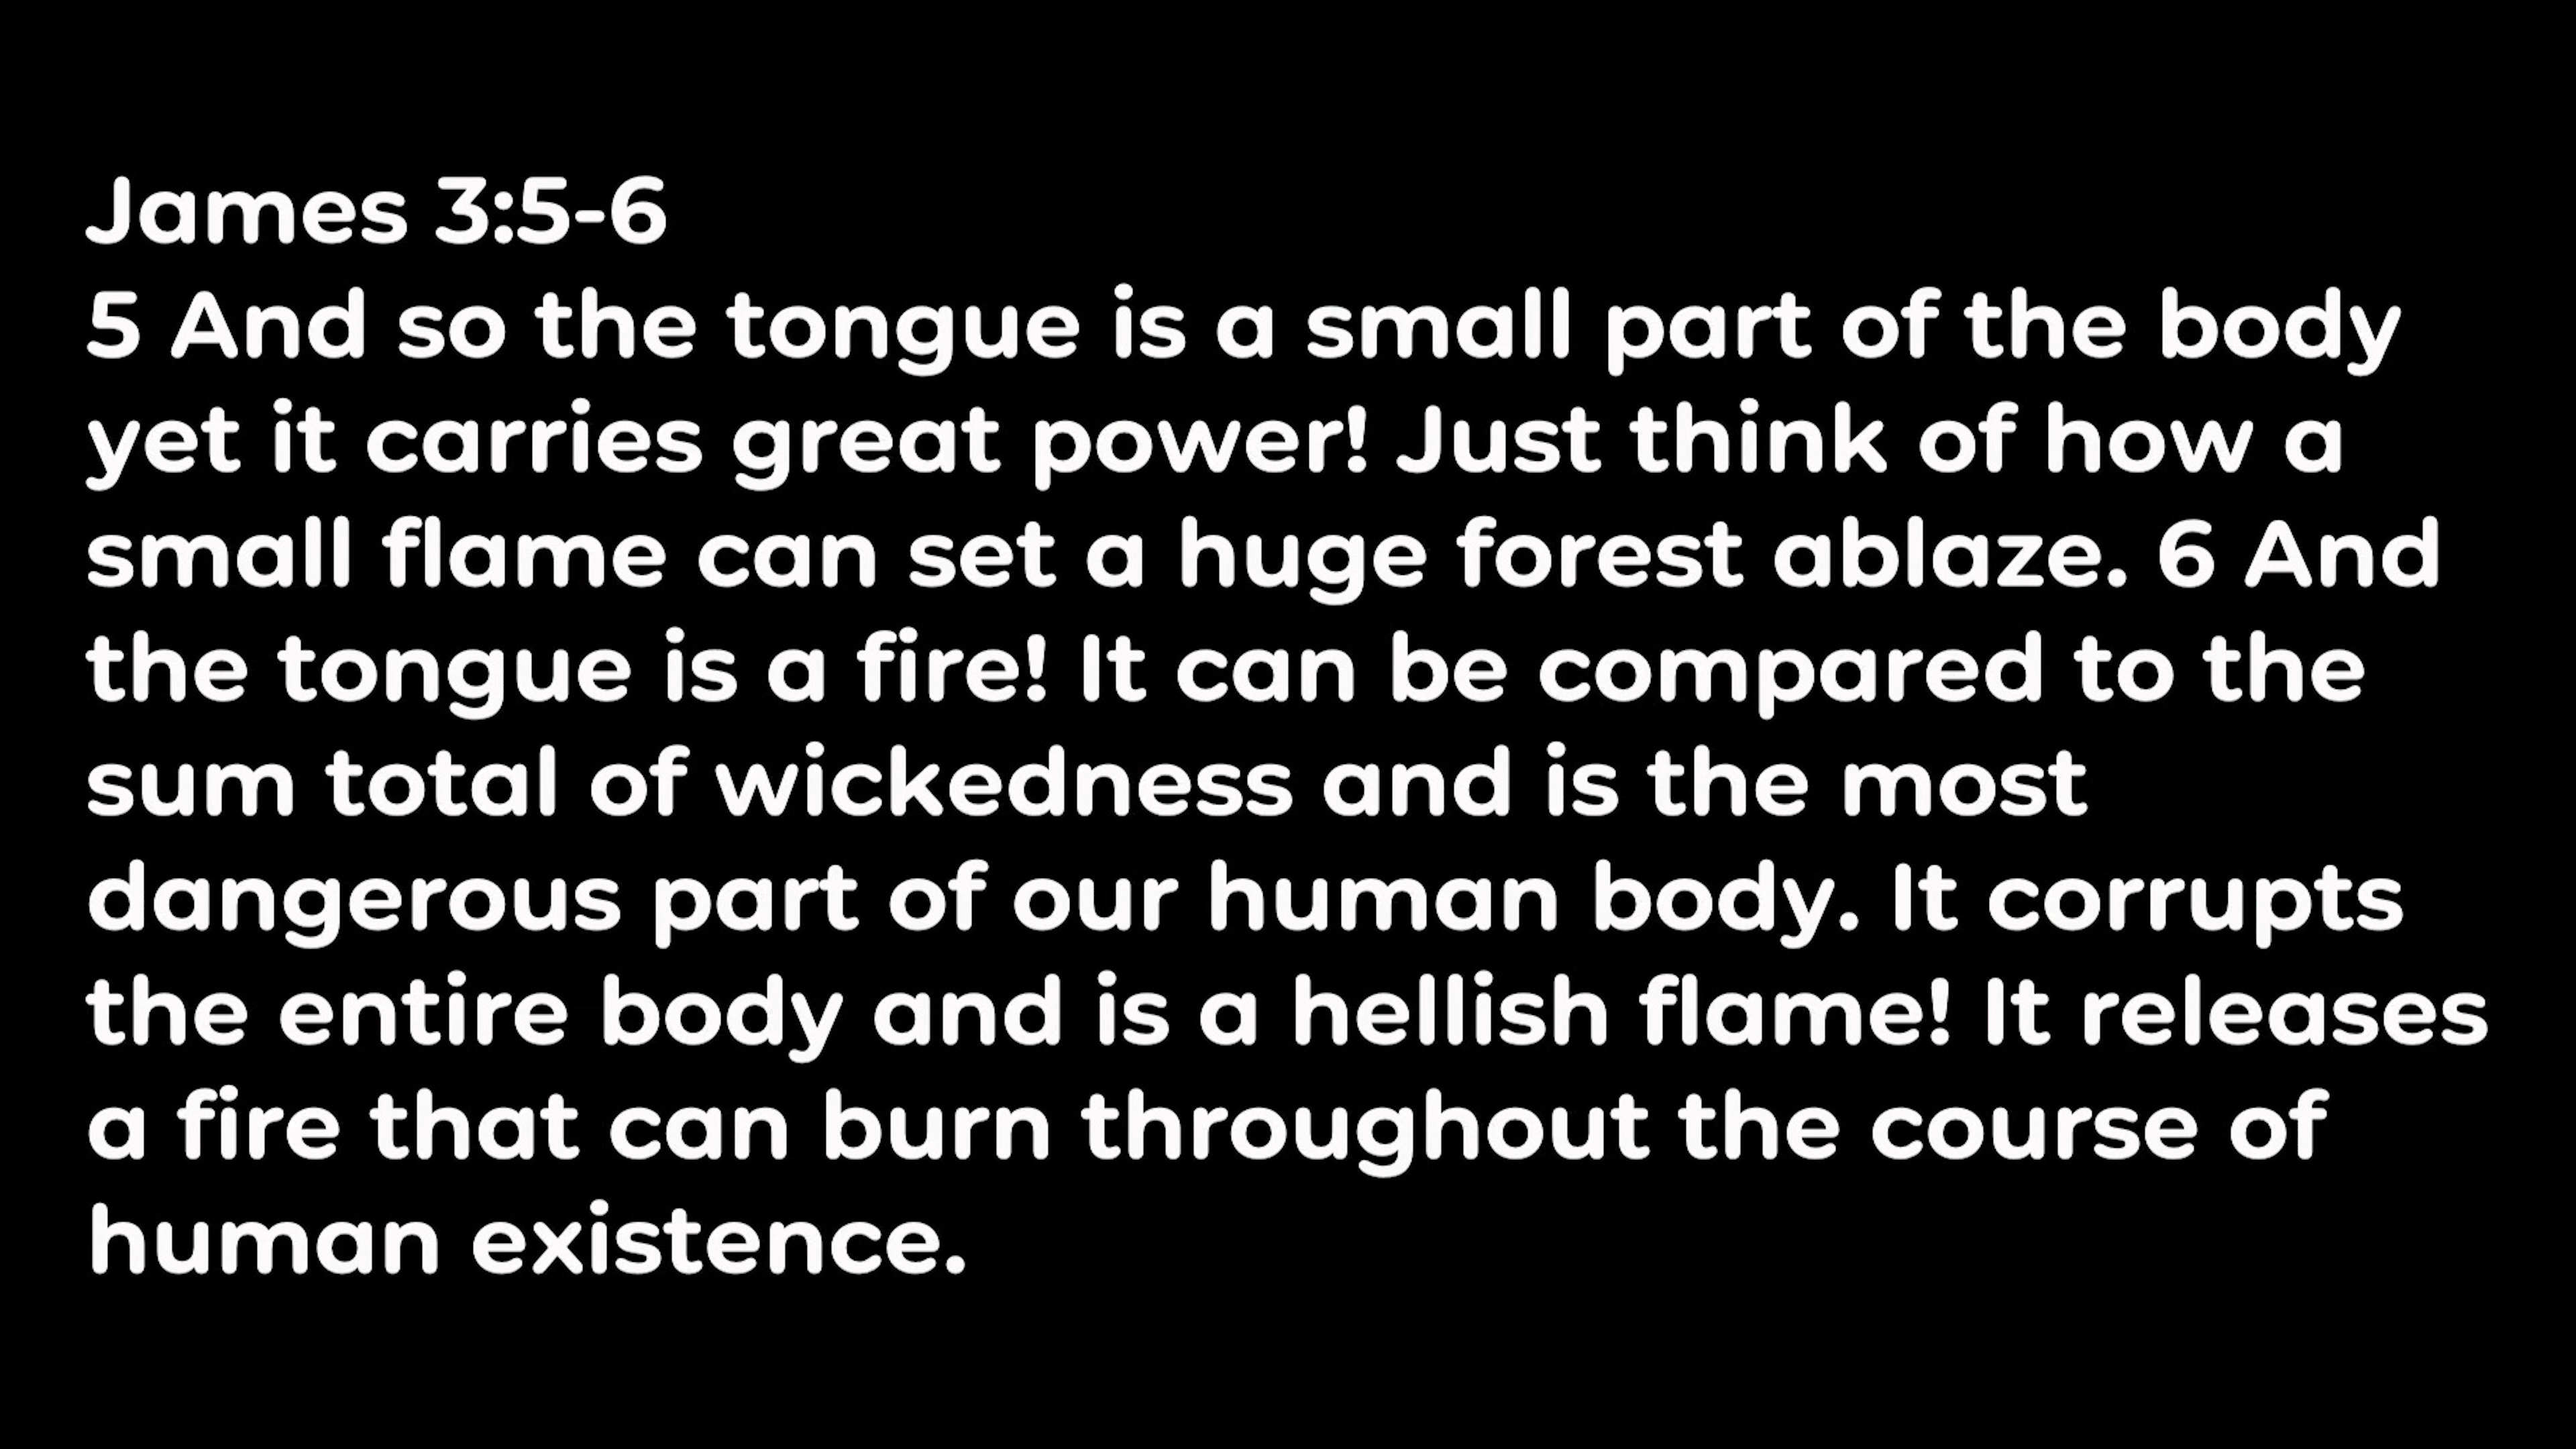 James 3:5-6
5 And so the tongue is a small part of the body
yet it carries great power! Just think of how a
small flame can set a huge forest ablaze. 6 And
the tongue is a fire! It can be compared to the
sum total of wickedness and is the most
dangerous part of our human body. It corrupts
the entire body and is a hellish flame! It releases
a fire that can burn throughout the course of
human existence.